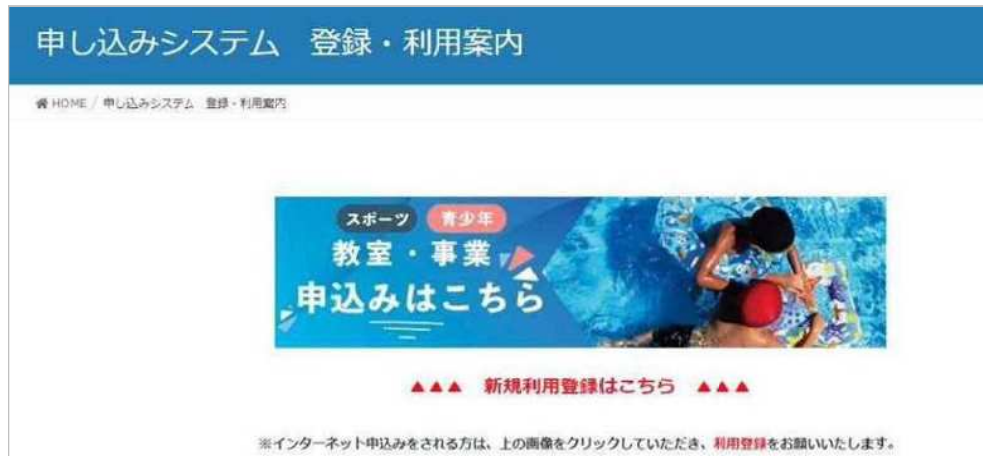 申し込みシステム　登録・利用案内
HOME / 申し込みシステム　登録・利用案内
スポーツ 青少年
教室・事業
申込みはこちら
▲▲▲　新規利用登録はこちら　▲▲▲
※インターネット申込みをされる方は、上の画像をクリックしていただき、利用登録をお願いいたします。